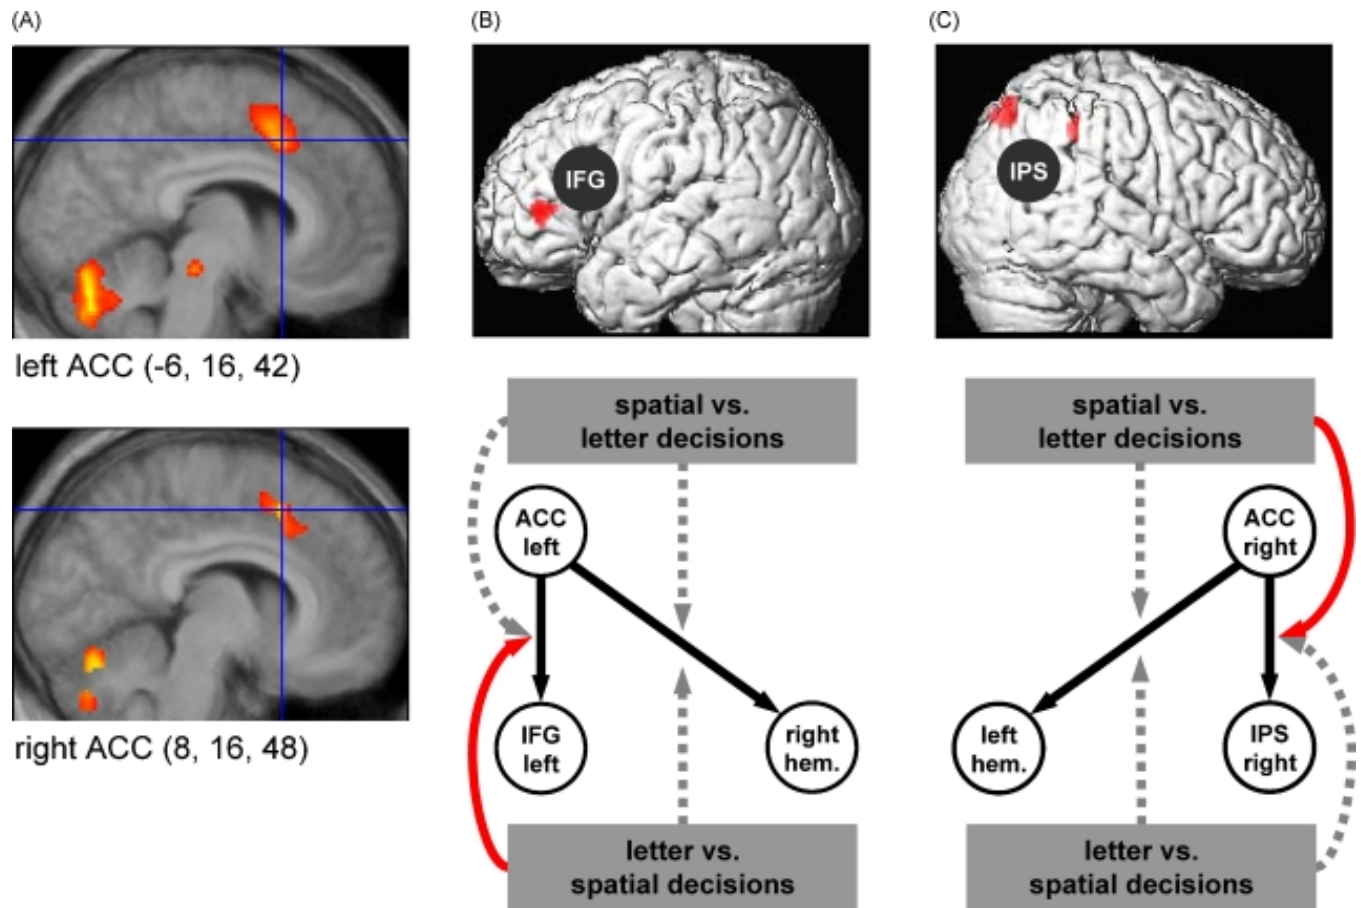 (A)
left ACC (-6, 16, 42)
right ACC (8, 16, 48)
(B)
IFG
spatial vs.
letter decisions
ACC
left
IFG
left
right
hem.
letter vs.
spatial decisions
(C)
IPS
spatial vs.
letter decisions
ACC
right
left
hem.
IPS
right
letter vs.
spatial decisions